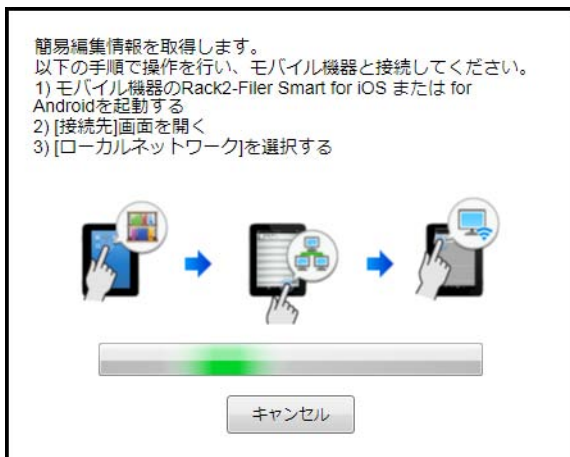 簡易編集情報を取得します。
以下の手順で操作を行い、モバイル機器と接続してください。
1) モバイル機器のRack2-Filer Smart for iOS または for
Androidを起動する
2) [接続先]画面を開く
3) [ローカルネットワーク]を選択する
キャンセル